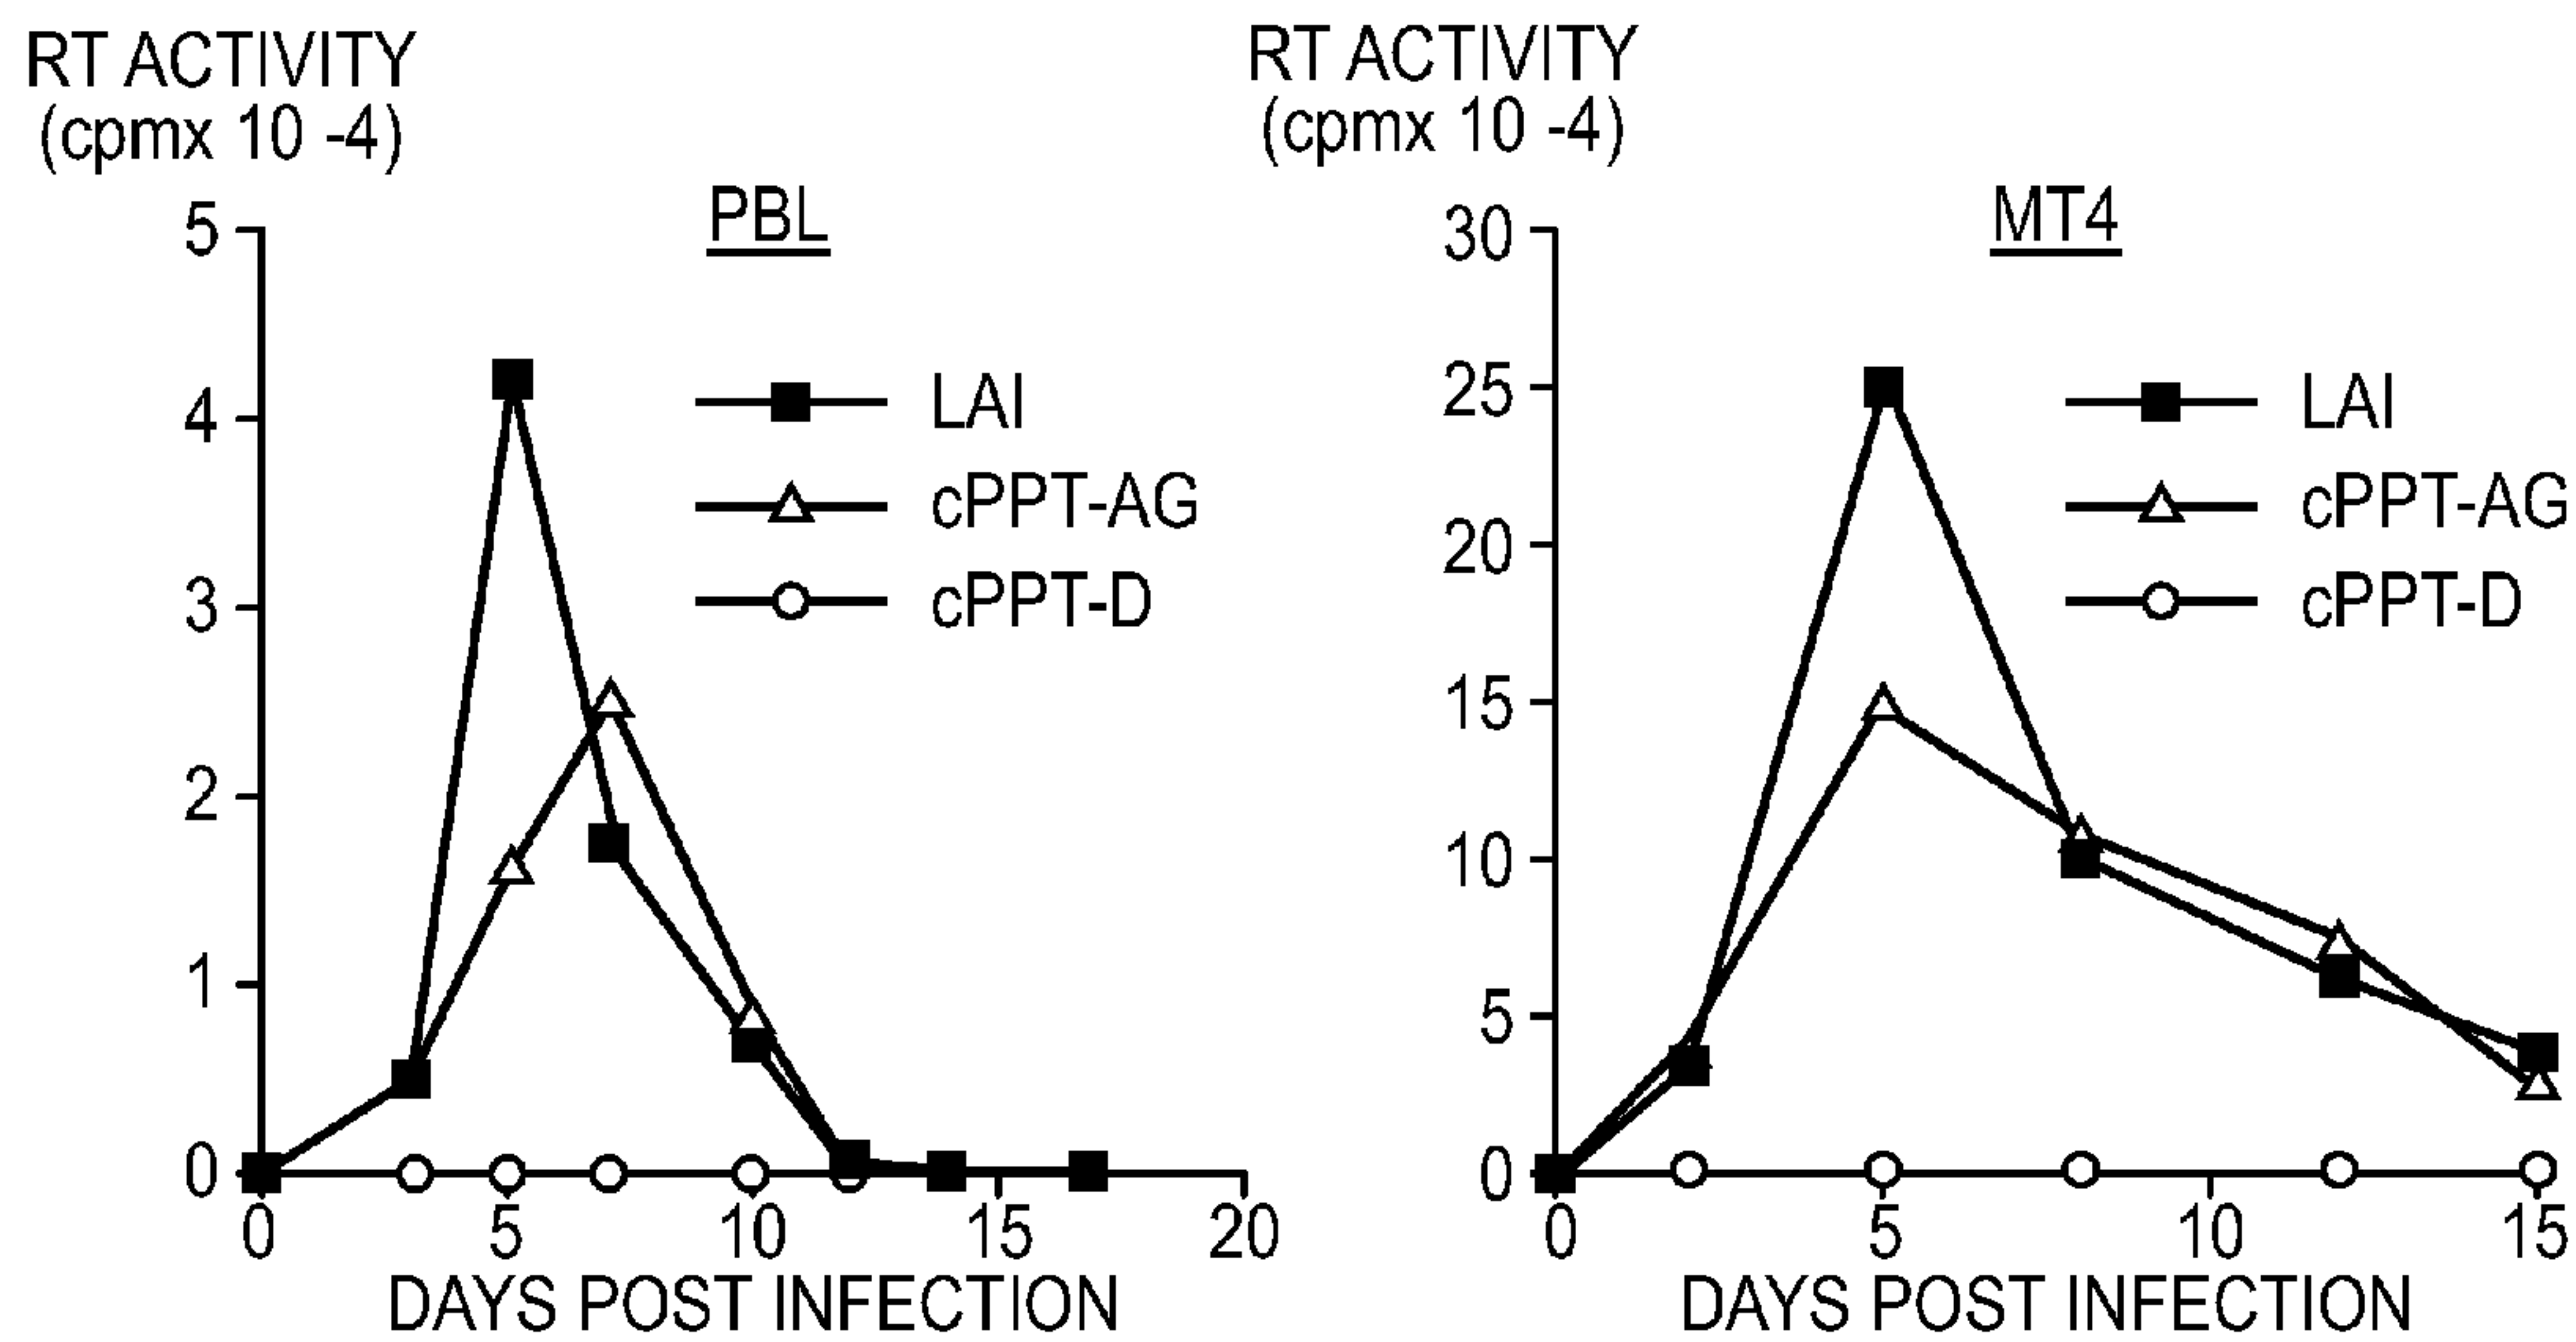 RT ACTIVITY
(cpmx 10 -4)
PBL
5
4
3
2
1
0
LAI
cPPT-AG
cPPT-D
0 5 10 15 20
DAYS POST INFECTION
RT ACTIVITY
(cpmx 10 -4)
MT4
30
25
20
15
10
5
0
LAI
cPPT-AG
cPPT-D
0 5 10 15
DAYS POST INFECTION